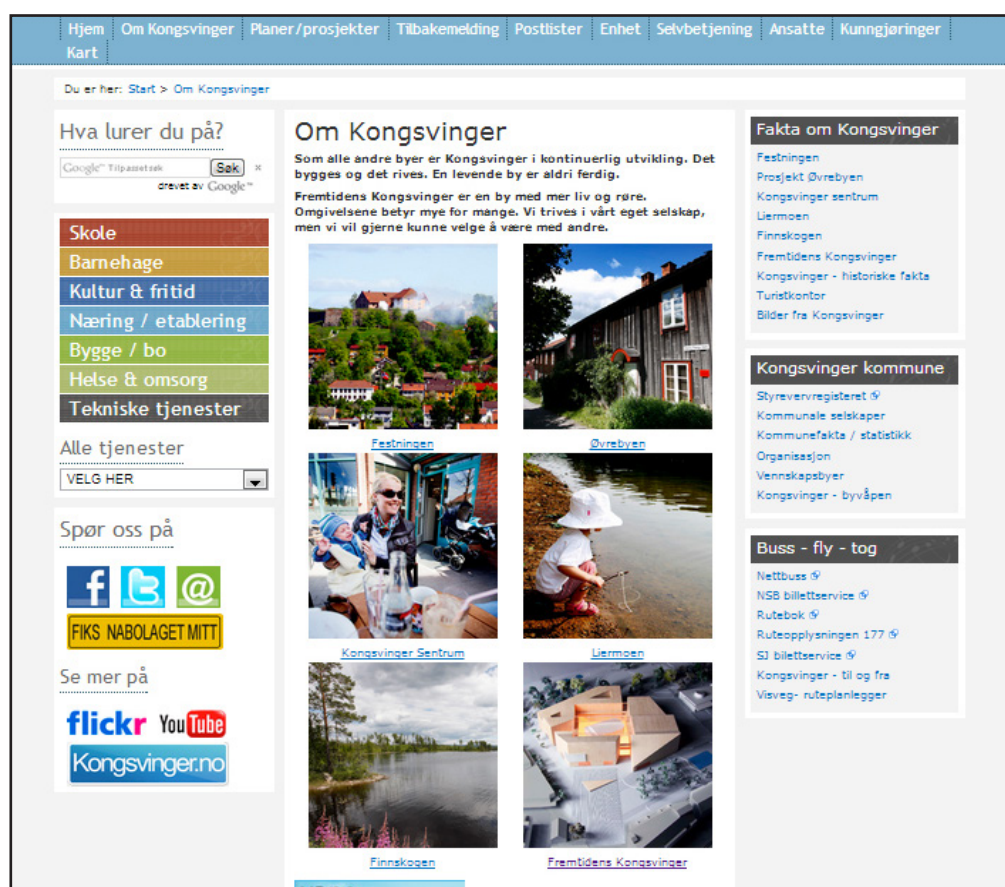 Hjem Om Kongsvinger Planer/prosjekter Tilbakemelding Postlister Enhet Selvbetjening Ansatte Kunngjøringer
Kart
Du er her: Start > Om Kongsvinger
Hva lurer du på?
Google™ Tilpasset søk Søk ×
drevet av Google™
Skole
Barnehage
Kultur & fritid
Næring / etablering
Bygge / bo
Helse & omsorg
Tekniske tjenester
Alle tjenester
VELG HER
Spør oss på
f t @
FIKS NABOLAGET MITT
Se mer på
flickr YouTube
Kongsvinger.no
Om Kongsvinger
Som alle andre byer er Kongsvinger i kontinuerlig utvikling. Det
bygges og det rives. En levende by er aldri ferdig.
Fremtidens Kongsvinger er en by med mer liv og røre.
Omgivelsene betyr mye for mange. Vi trives i vårt eget selskap,
men vi vil gjerne kunne velge å være med andre.
Festningen Øvrebyen
Kongsvinger Sentrum Liermoen
Finnskogen Fremtidens Kongsvinger
Fakta om Kongsvinger
Festningen
Prosjekt Øvrebyen
Kongsvinger sentrum
Liermoen
Finnskogen
Fremtidens Kongsvinger
Kongsvinger - historiske fakta
Turistkontor
Bilder fra Kongsvinger
Kongsvinger kommune
Styrevervregisteret
Kommunale selskaper
Kommunefakta / statistikk
Organisasjon
Vennskapsbyer
Kongsvinger - byvåpen
Buss - fly - tog
Nettbuss
NSB billettservice
Rutebok
Ruteopplysningen 177
SJ bilettservice
Kongsvinger - til og fra
Visveg- ruteplanlegger